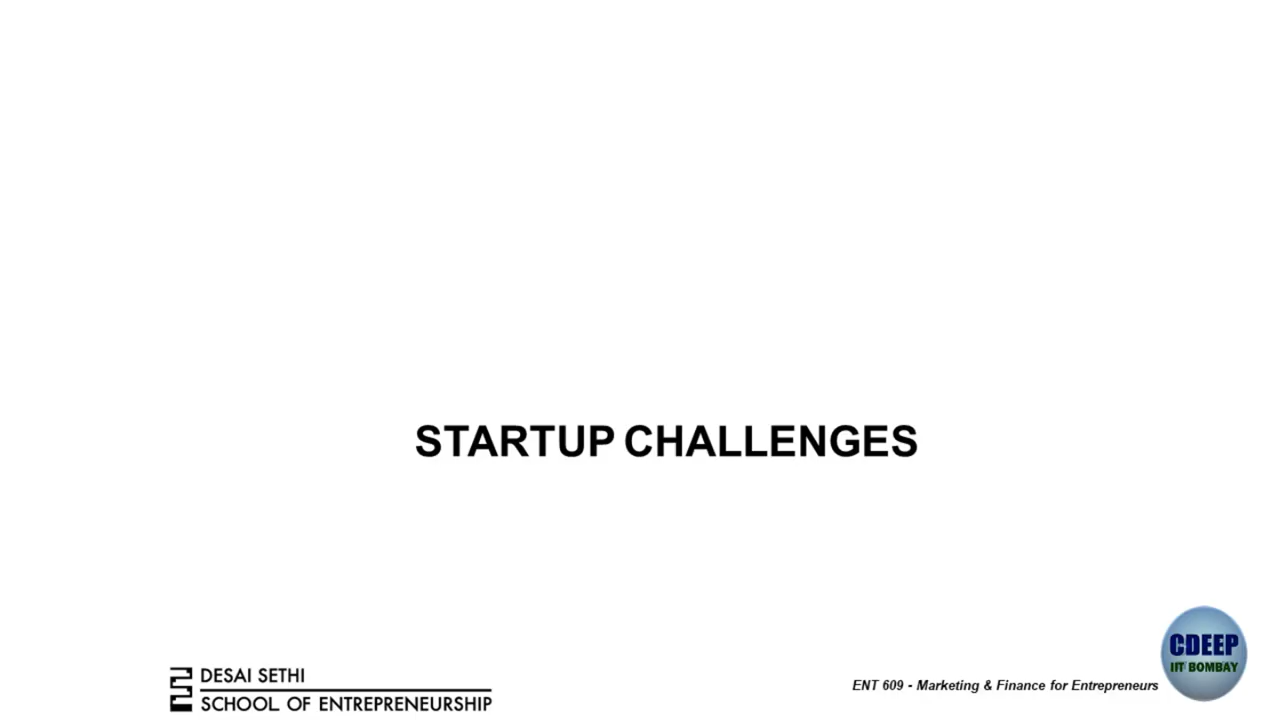 STARTUP CHALLENGES
DESAI SETHI
SCHOOL OF ENTREPRENEURSHIP
ENT 609 - Marketing & Finance for Entrepreneurs
CDEEP
IIT BOMBAY